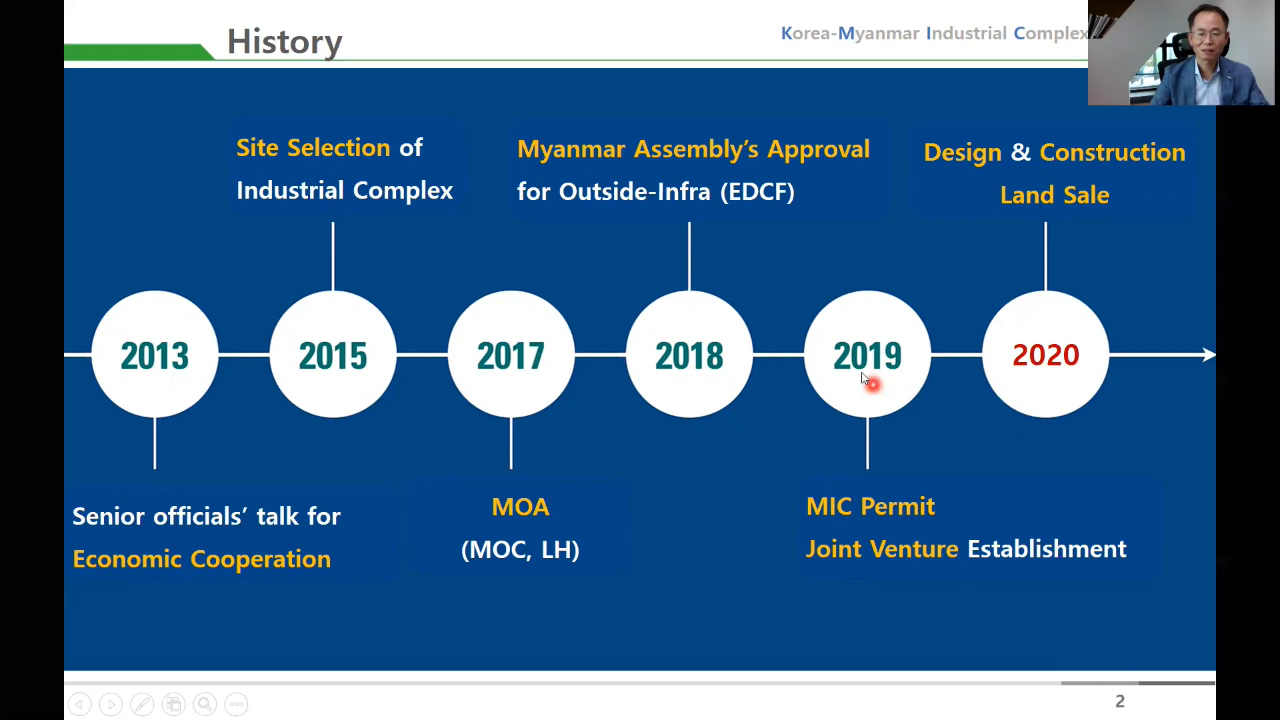 History
Korea-Myanmar Industrial Complex
Site Selection of
Industrial Complex
Myanmar Assembly’s Approval
for Outside-Infra (EDCF)
Design & Construction
Land Sale
2013
2015
2017
2018
2019
2020
Senior officials’ talk for
Economic Cooperation
MOA
(MOC, LH)
MIC Permit
Joint Venture Establishment
2